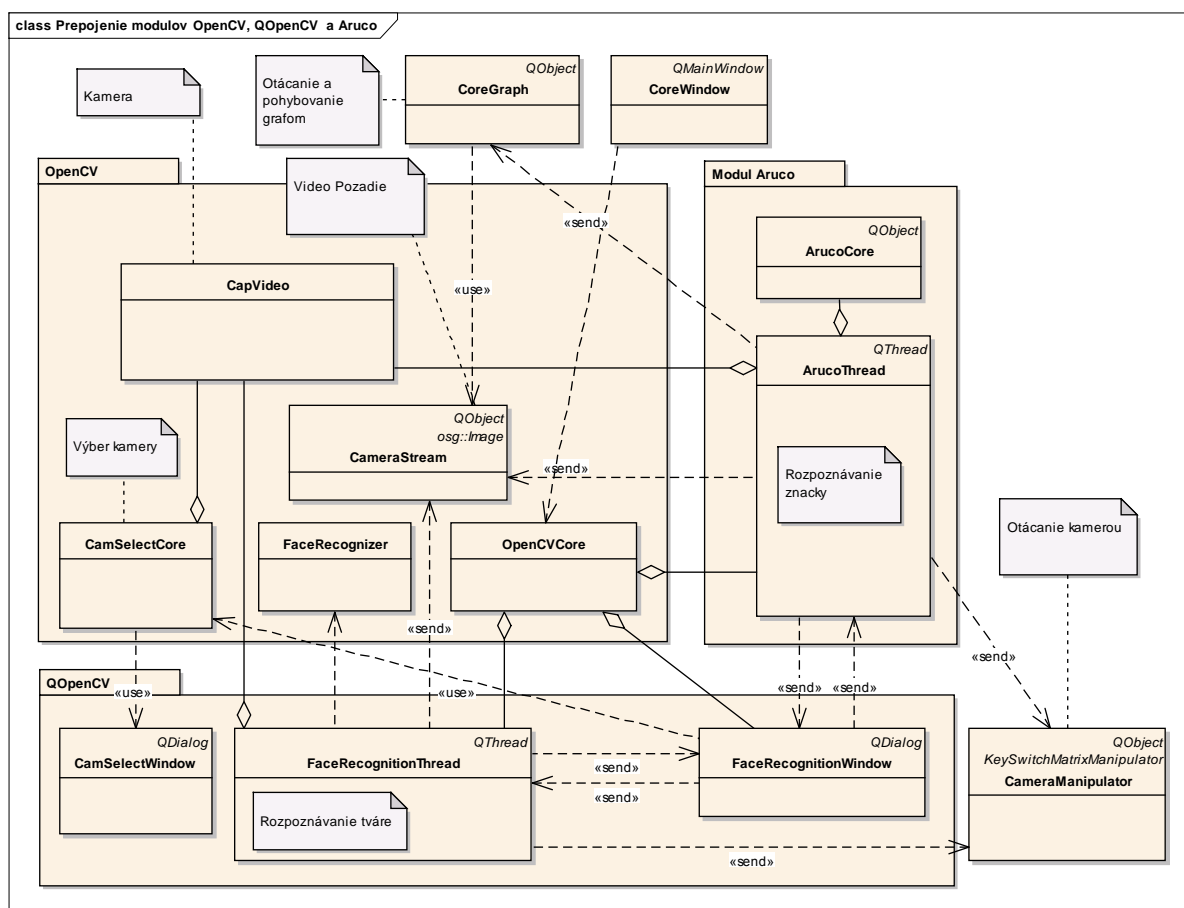 class Prepojenie modulov OpenCV, QOpenCV a Aruco
Kamera
Otácanie a
pohybovanie
grafom
QObject
CoreGraph
QMainWindow
CoreWindow
OpenCV
Video Pozadie
Modul Aruco
«send»
QObject
ArucoCore
CapVideo
«use»
QThread
ArucoThread
QObject
osg::Image
CameraStream
Výber kamery
«send»
Rozpoznávanie
znacky
Otácanie kamerou
CamSelectCore
FaceRecognizer
OpenCVCore
«send»
«send»
QOpenCV
«use»
«use»
«send»
«send»
QDialog
CamSelectWindow
QThread
FaceRecognitionThread
QDialog
FaceRecognitionWindow
QObject
KeySwitchMatrixManipulator
CameraManipulator
«send»
«send»
Rozpoznávanie tváre
«send»